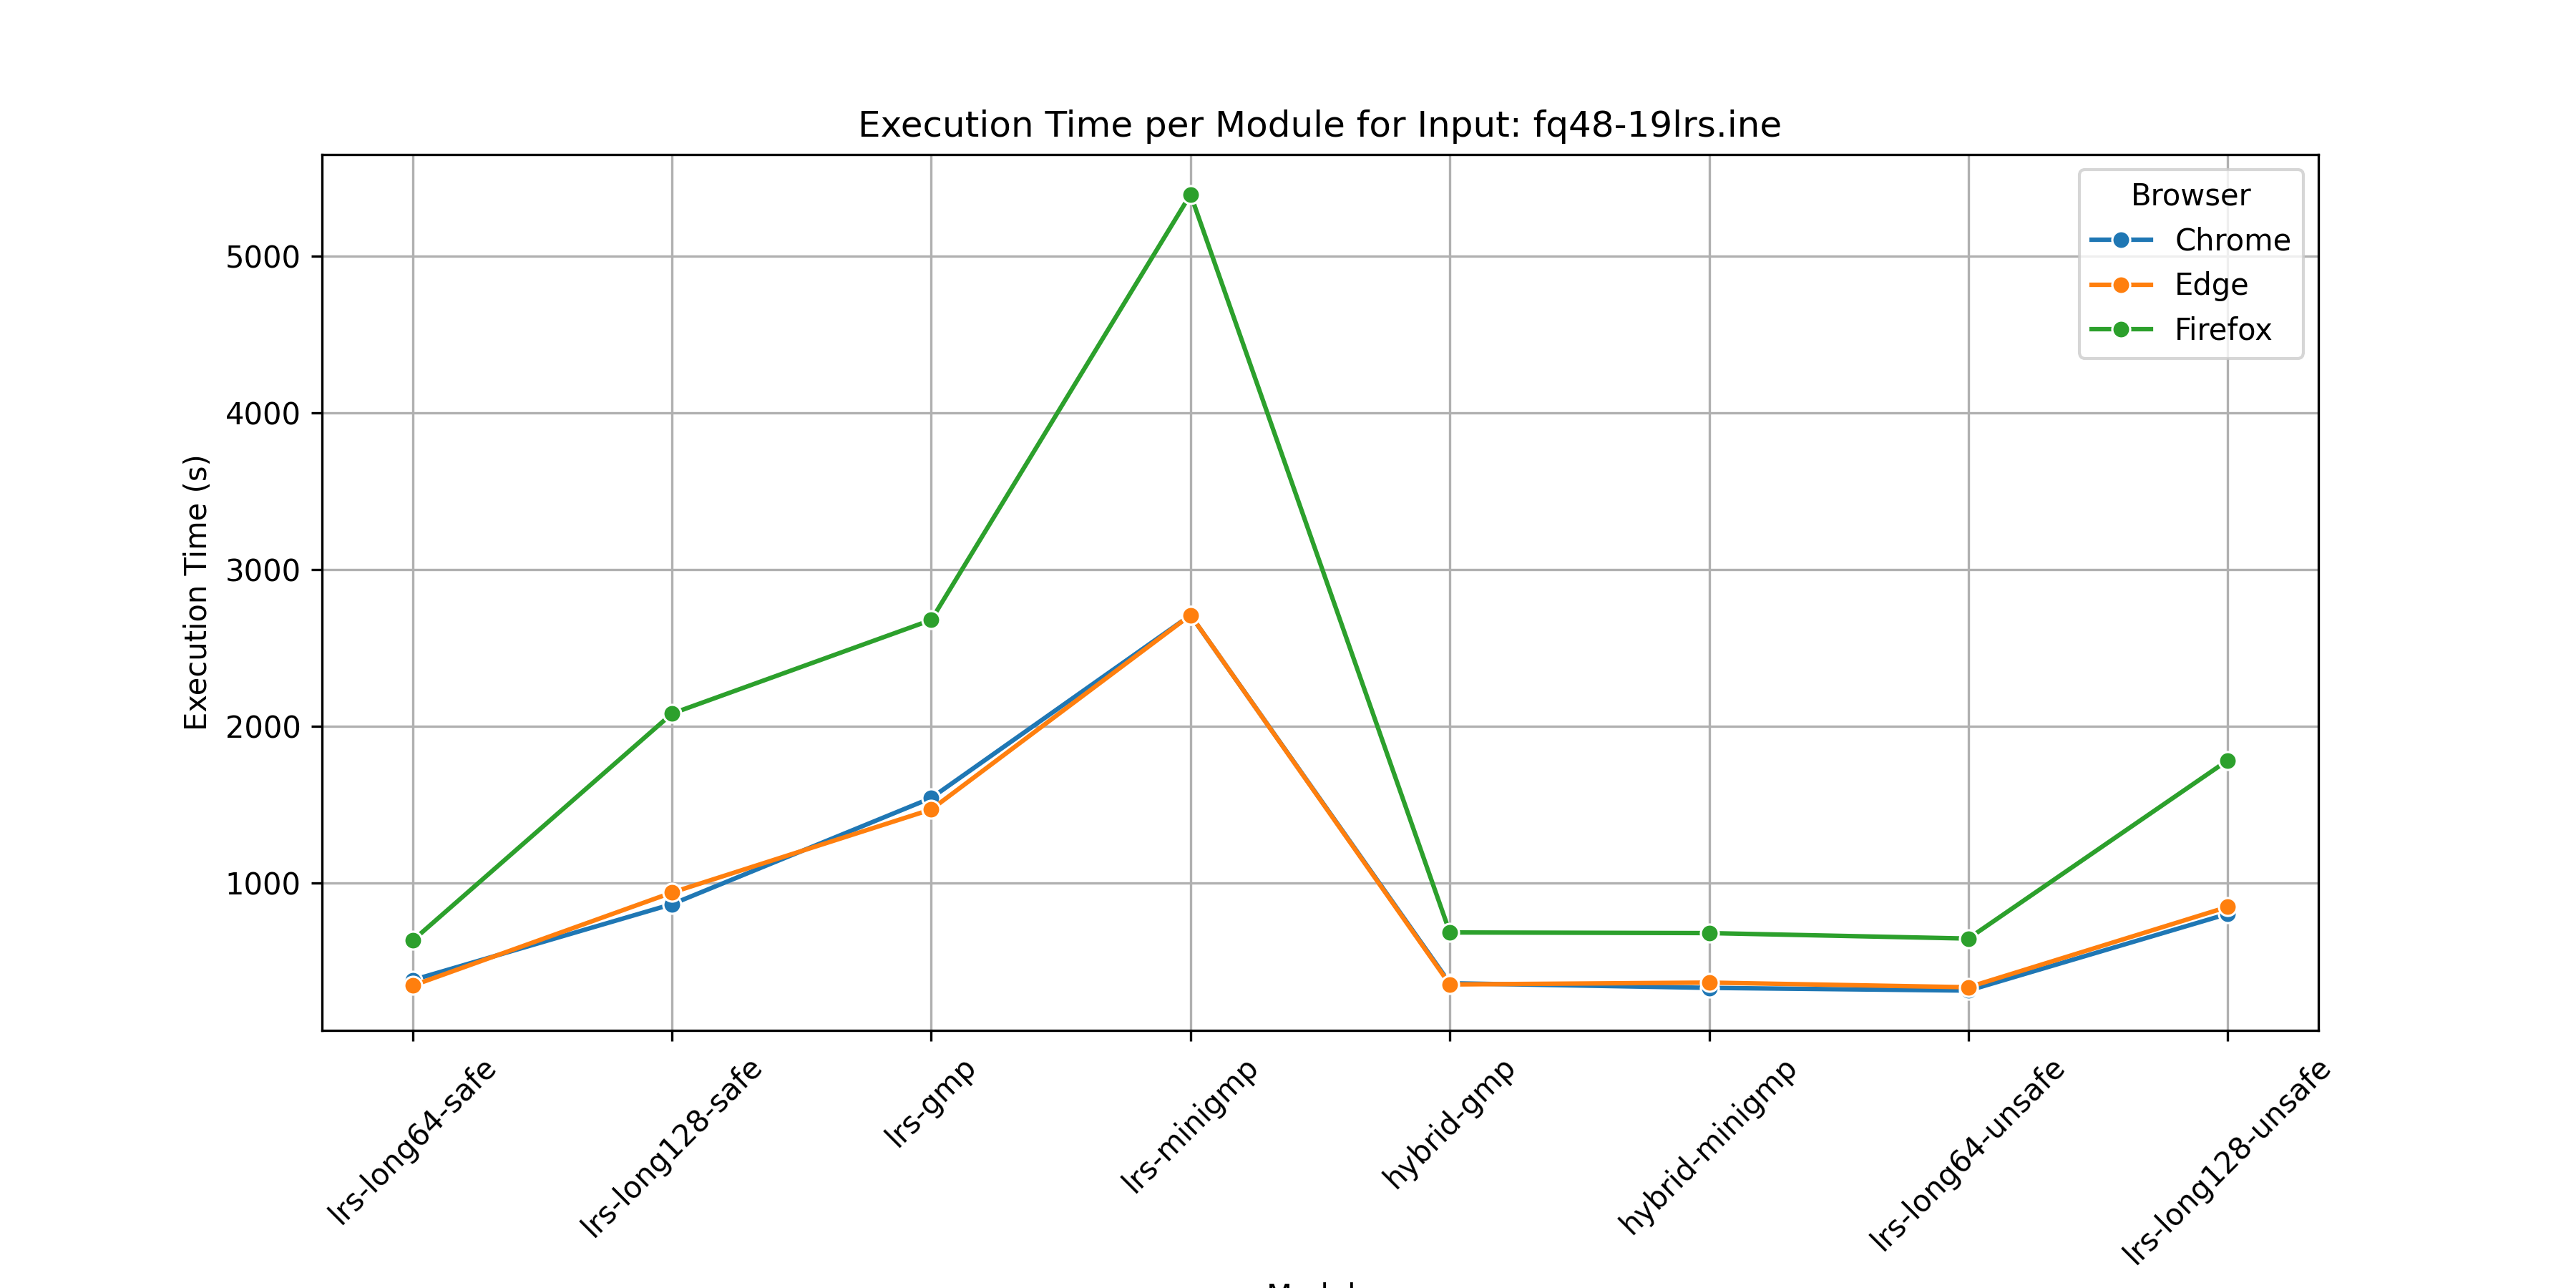 Execution Time per Module for Input: fq48-19lrs.ine
Execution Time (s)
5000
4000
3000
2000
1000
Browser
Chrome
Edge
Firefox
lrs-long64-safe
lrs-long128-safe
lrs-gmp
lrs-minigmp
hybrid-gmp
hybrid-minigmp
lrs-long64-unsafe
lrs-long128-unsafe